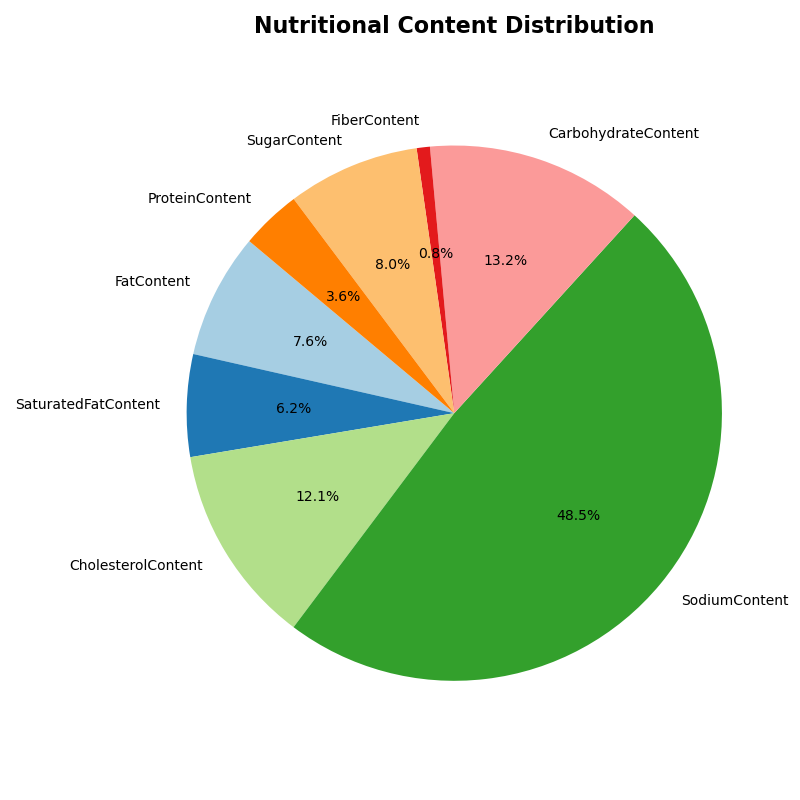 Nutritional Content Distribution
FiberContent
SugarContent
CarbohydrateContent
ProteinContent
FatContent
SaturatedFatContent
CholesterolContent
SodiumContent
0.8%
8.0%
13.2%
3.6%
7.6%
6.2%
12.1%
48.5%